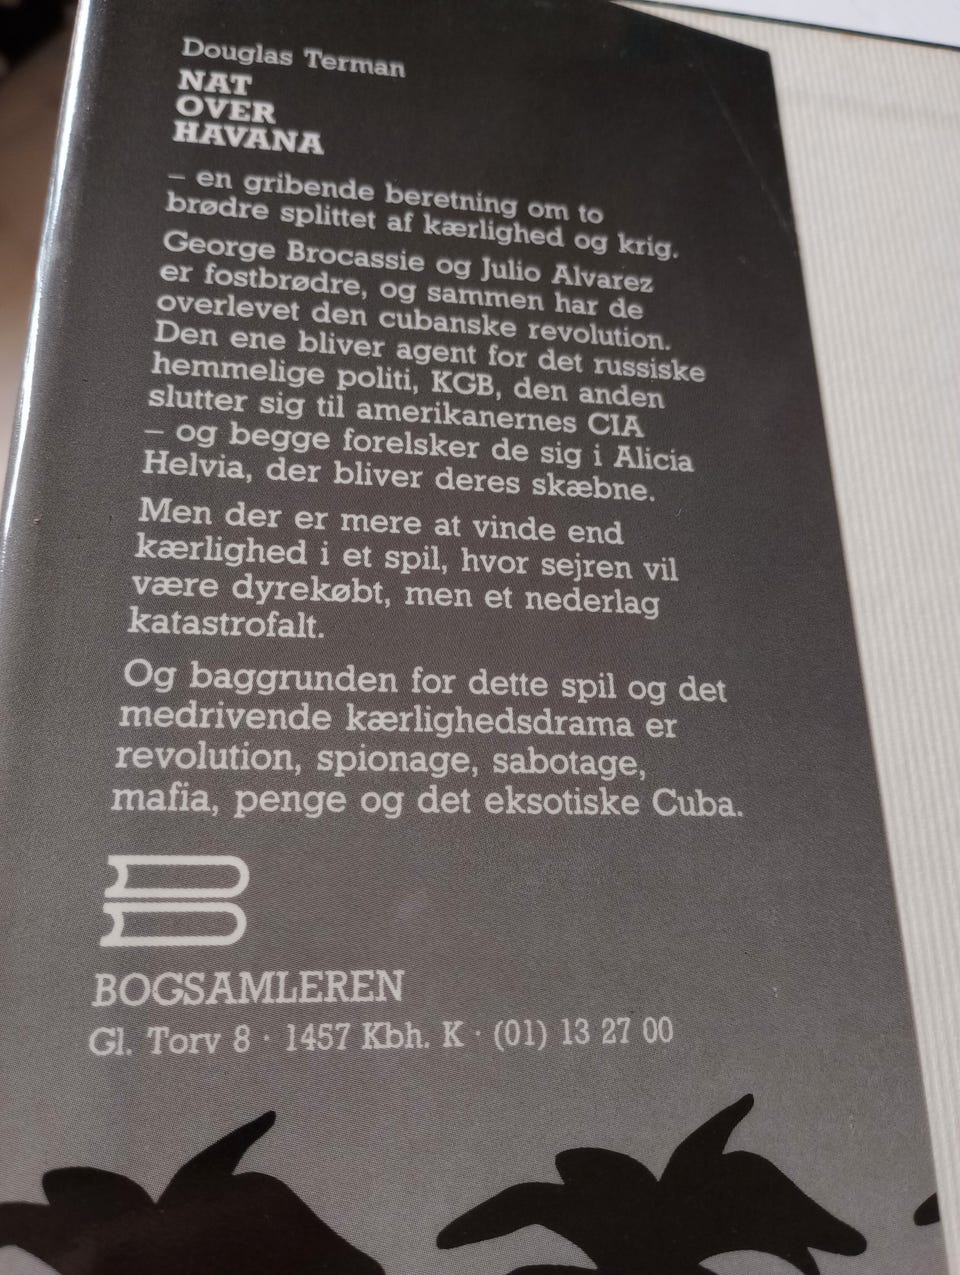 Douglas Terman
NAT
OVER
HAVANA
– en gribende beretning om to
brødre splittet af kærlighed og krig.
George Brocassie og Julio Alvarez
er fostbrødre, og sammen har de
overlevet den cubanske revolution.
Den ene bliver agent for det russiske
hemmelige politi, KGB, den anden
slutter sig til amerikanernes CIA
– og begge forelsker de sig i Alicia
Helvia, der bliver deres skæbne.
Men der er mere at vinde end
kærlighed i et spil, hvor sejren vil
være dyrekøbt, men et nederlag
katastrofalt.
Og baggrunden for dette spil og det
medrivende kærlighedsdrama er
revolution, spionage, sabotage,
mafia, penge og det eksotiske Cuba.
BOGSAMLEREN
Gl. Torv 8 · 1457 Kbh. K · (01) 13 27 00